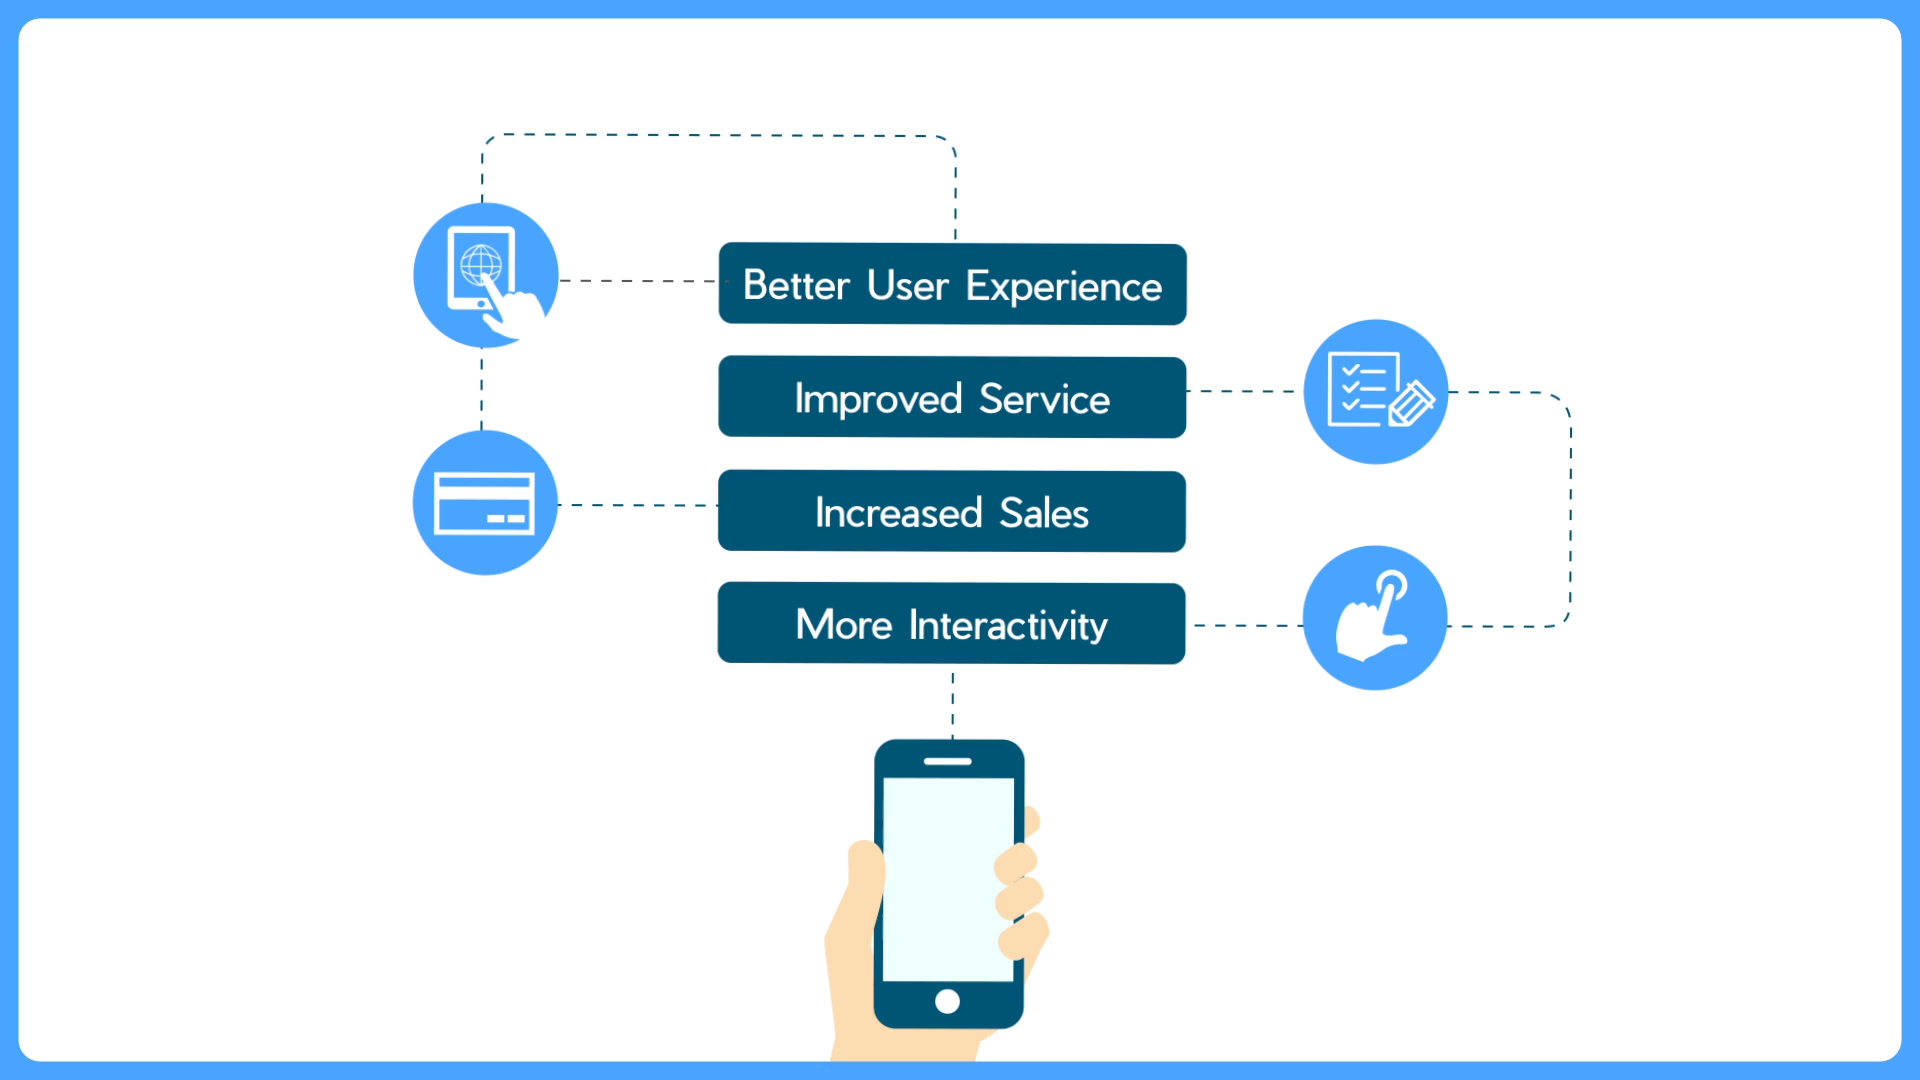 Better User Experience
Improved Service
Increased Sales
More Interactivity